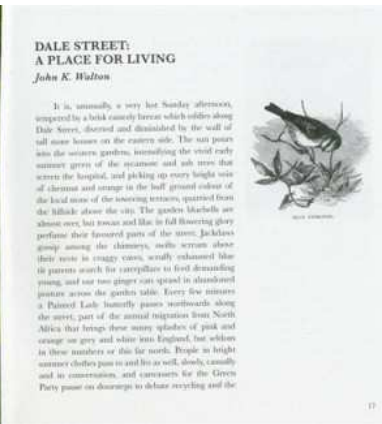 DALE STREET:
A PLACE FOR LIVING
John K. Walton
It is, unusually, a very hot Sunday afternoon,
tempered by a brisk easterly breeze which eddies along
Dale Street, diverted and diminished by the wall of
tall stone houses on the eastern side. The sun pours
into the western gardens, intensifying the vivid early
summer green of the sycamore and ash trees that
screen the hospital, and picking up every bright vein
of chestnut and orange in the buff ground colour of
the local stone of the towering terraces, quarried from
the hillside above the city. The garden bluebells are
almost over, but rowan and lilac in full flowering glory
perfume their favoured parts of the street. Jackdaws
gossip among the chimneys, swifts scream above
their nests in craggy eaves, scruffy exhausted blue
tit parents search for caterpillars to feed demanding
young, and our two ginger cats sprawl in abandoned
posture across the garden table. Every few minutes
a Painted Lady butterfly passes northwards along
the street, part of the annual migration from North
Africa that brings these sunny splashes of pink and
orange on grey and white into England, but seldom
in these numbers or this far north. People in bright
summer clothes pass to and fro as well, slowly, casually
and in conversation, and canvassers for the Green
Party pause on doorsteps to debate recycling and the
BLUE TITMOUSE.
17